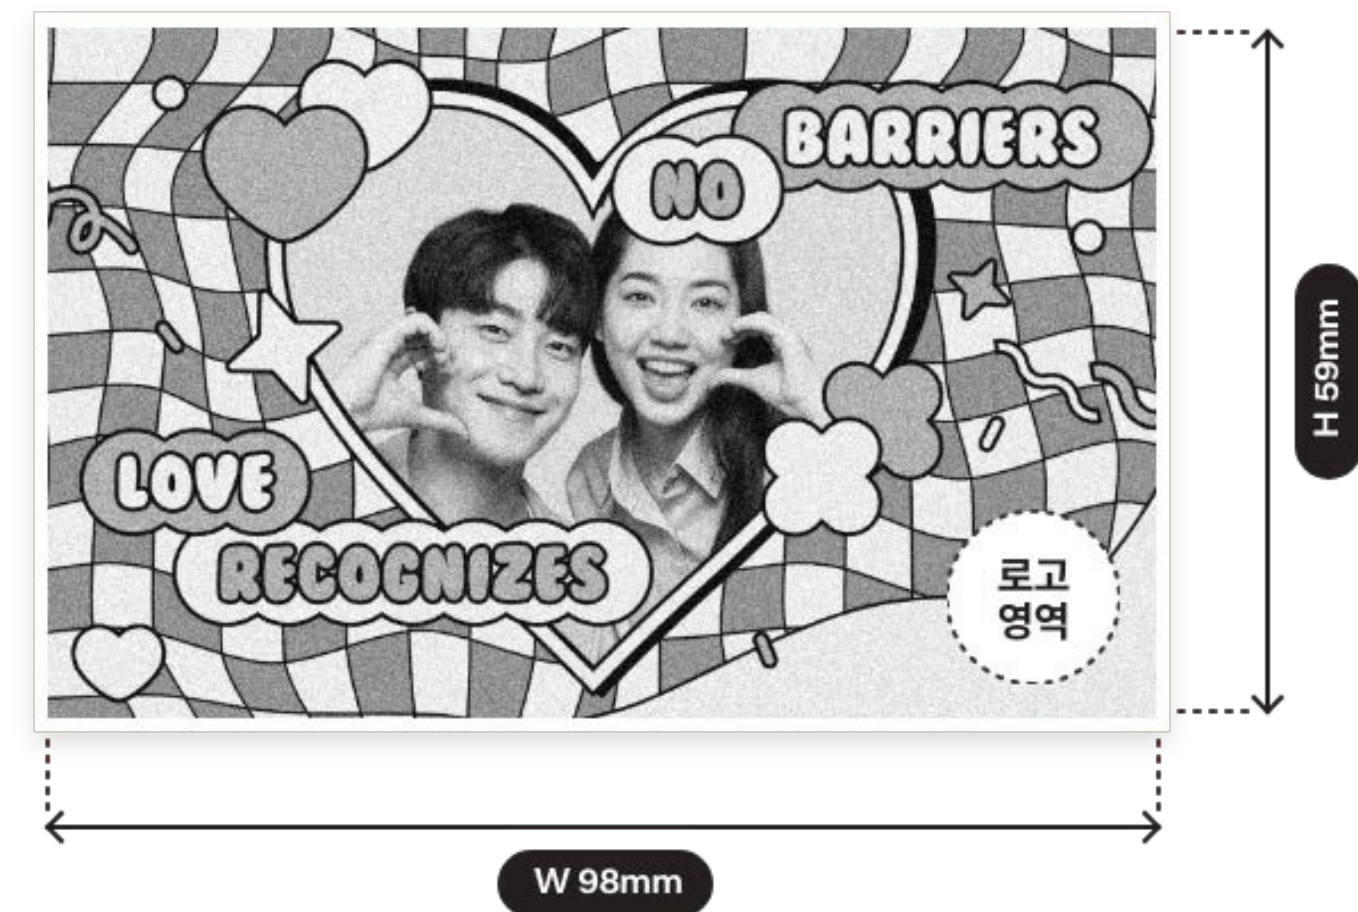 BARRIERS
NO
LOVE
RECOGNIZES
로고
영역
H 59mm
W 98mm